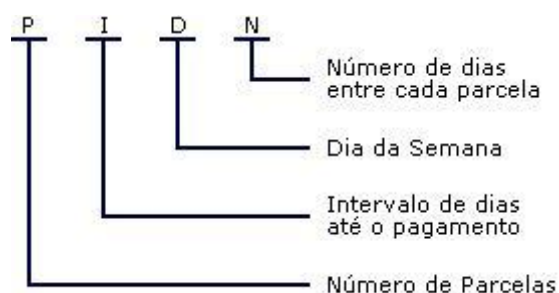 P I D N
Número de dias
entre cada parcela
Dia da Semana
Intervalo de dias
até o pagamento
Número de Parcelas